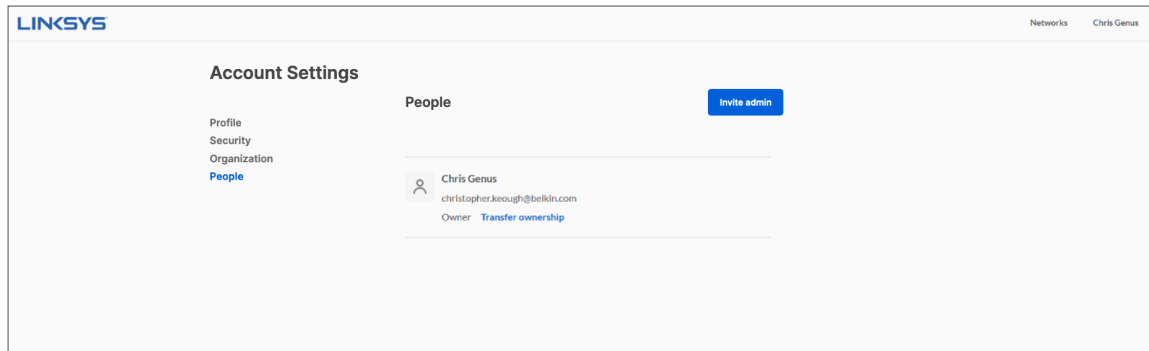 LINKSYS
Networks Chris Genus
Account Settings
People Invite admin
Profile
Security
Organization
People
Chris Genus
christopher.keough@belkin.com
Owner Transfer ownership